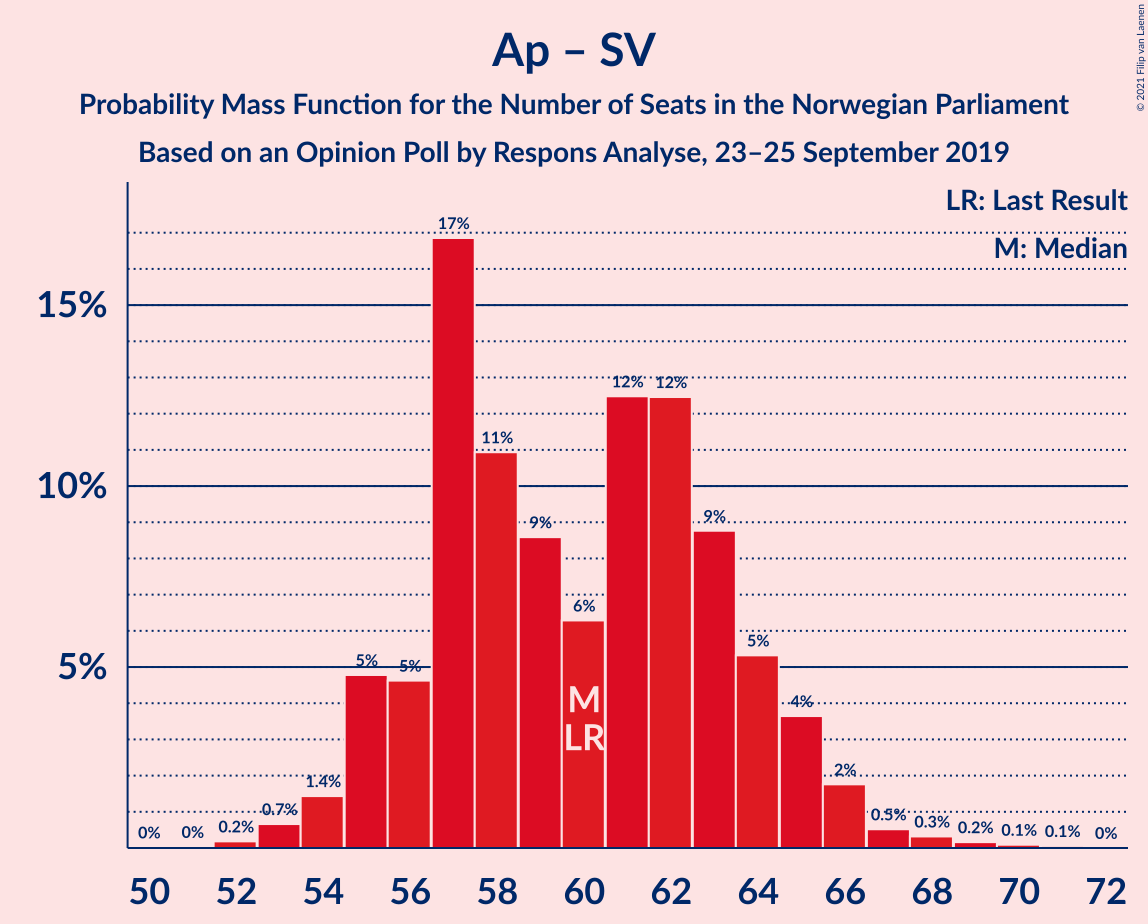 Ap – SV
Probability Mass Function for the Number of Seats in the Norwegian Parliament
Based on an Opinion Poll by Respons Analyse, 23–25 September 2019
© 2021 Filip van Laenen
LR: Last Result
M: Median
15%
10%
5%
0%
0%
0.2%
0.7%
1.4%
5%
5%
17%
11%
9%
6%
12%
12%
9%
5%
4%
2%
0.5%
0.3%
0.2%
0.1%
0.1%
0%
M
LR
50 52 54 56 58 60 62 64 66 68 70 72